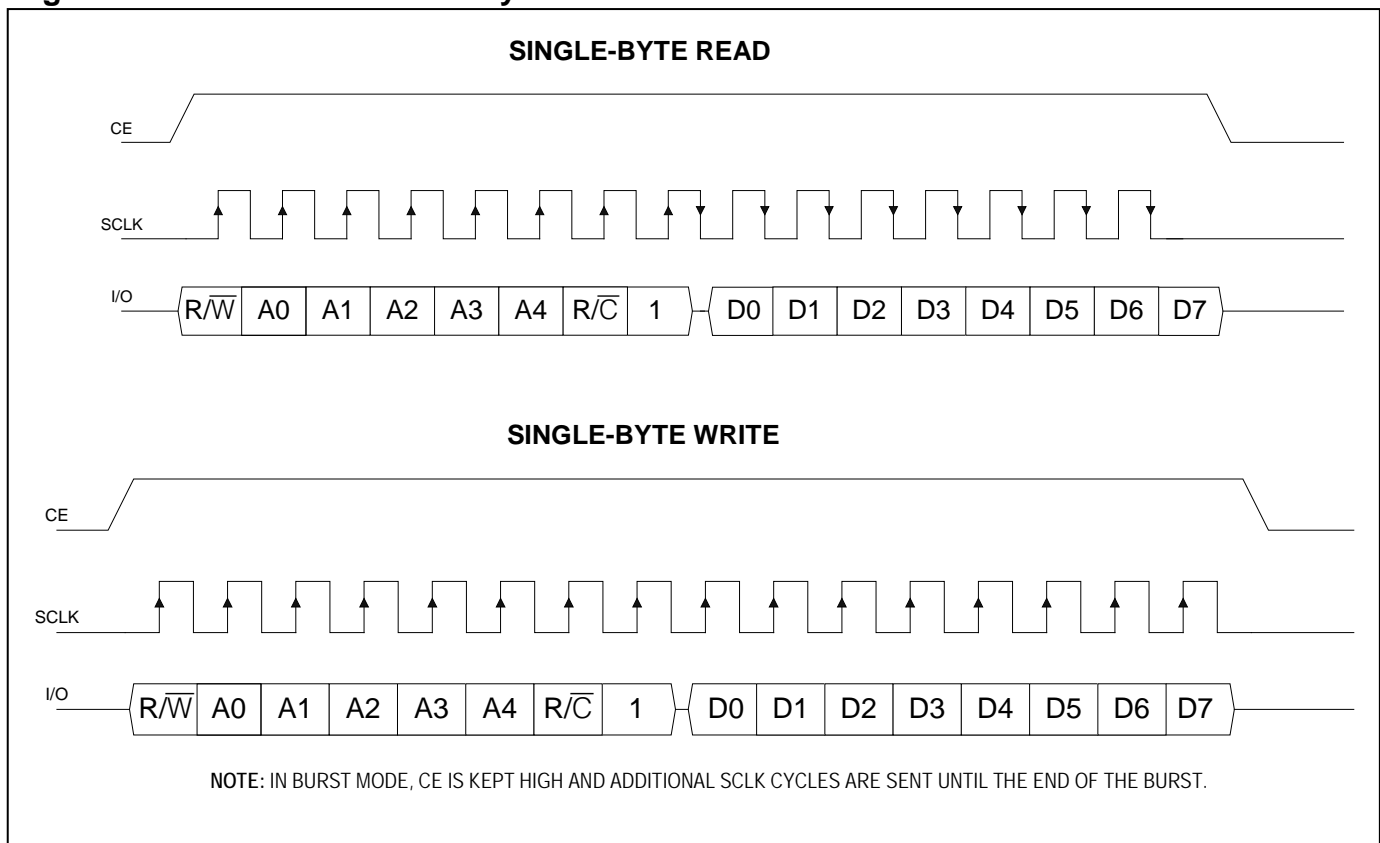 SINGLE-BYTE READ
CE
SCLK
I/O
R/W̅ A0 A1 A2 A3 A4 R/C̅ 1 D0 D1 D2 D3 D4 D5 D6 D7
SINGLE-BYTE WRITE
CE
SCLK
I/O
R/W̅ A0 A1 A2 A3 A4 R/C̅ 1 D0 D1 D2 D3 D4 D5 D6 D7
NOTE: IN BURST MODE, CE IS KEPT HIGH AND ADDITIONAL SCLK CYCLES ARE SENT UNTIL THE END OF THE BURST.